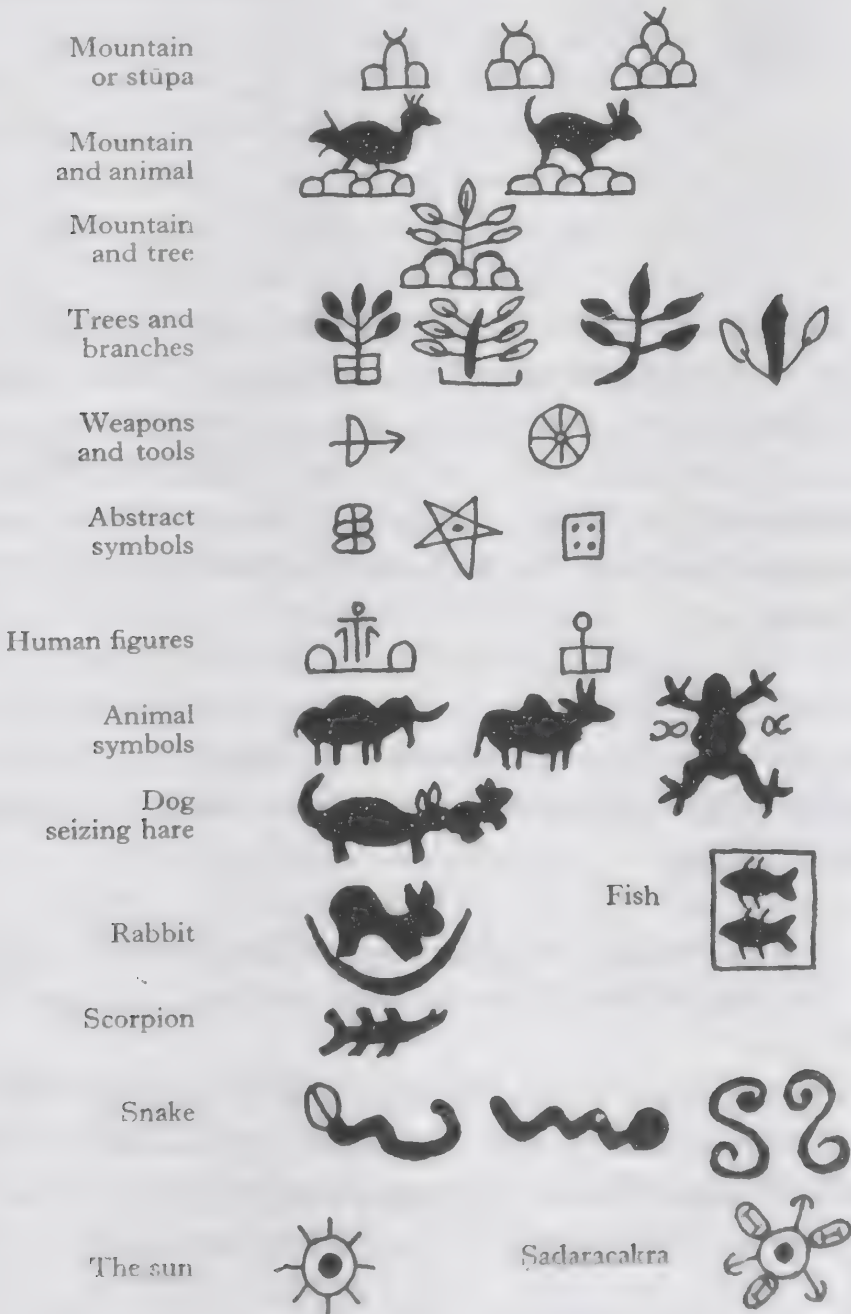 Mountain
or stūpa
Mountain
and animal
Mountain
and tree
Trees and
branches
Weapons
and tools
Abstract
symbols
Human figures
Animal
symbols
Dog
seizing hare
Fish
Rabbit
Scorpion
Snake
The sun
Sadaracakra